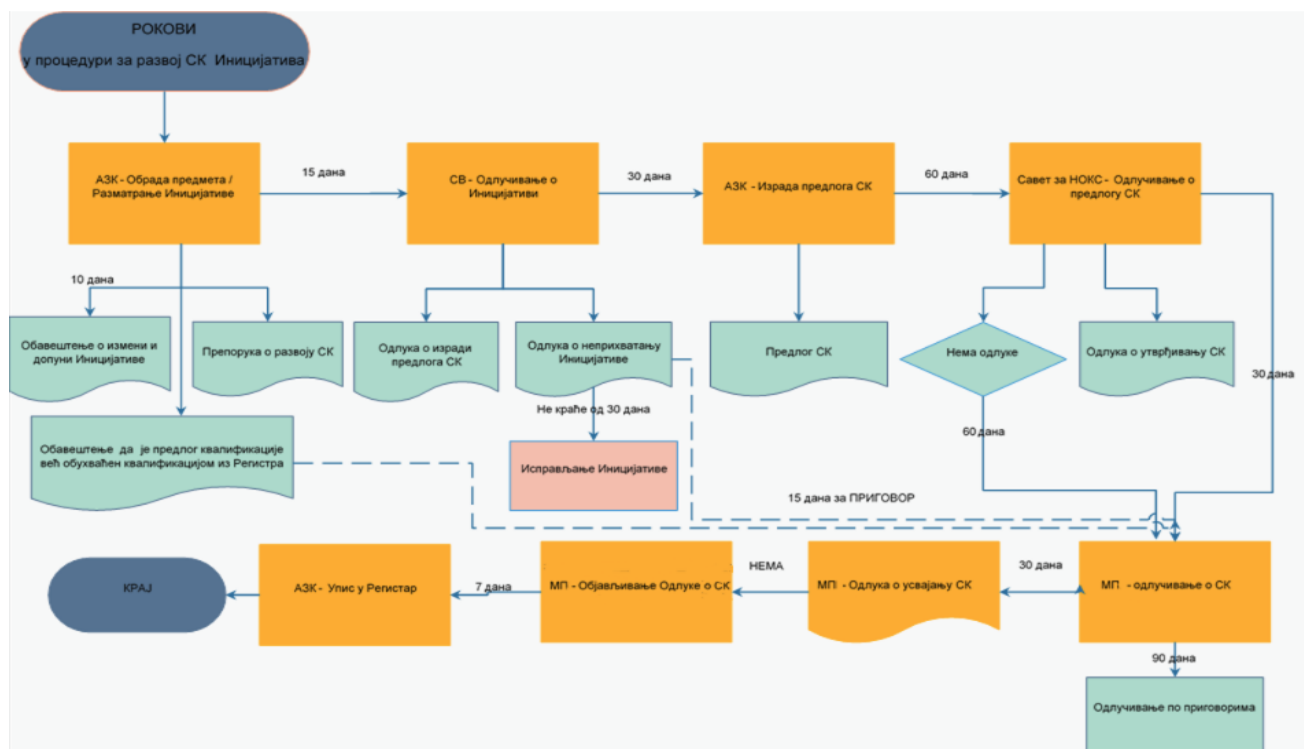 РОКОВИ
у процедури за развој СК Иницијатива
АЗК - Обрада предмета /
Разматрање Иницијативе
15 дана
СВ - Одлучивање о
Иницијативи
30 дана
АЗК - Израда предлога СК
60 дана
Савет за НОКС - Одлучивање о
предлогу СК
10 дана
Обавештење о измени и
допуни Иницијативе
Препорука о развоју СК
Одлука о изради
предлога СК
Одлука о неприхватању
Иницијативе
Предлог СК
Нема одлуке
Одлука о утврђивању СК
30 дана
Не краће од 30 дана
60 дана
Обавештење да је предлог квалификације
већ обухваћен квалификацијом из Регистра
Исправљање Иницијативе
15 дана за ПРИГОВОР
КРАЈ
АЗК - Упис у Регистар
7 дана
МП - Објављивање Одлуке о СК
НЕМА
МП - Одлука о усвајању СК
30 дана
МП - одлучивање о СК
90 дана
Одлучивање по приговорима